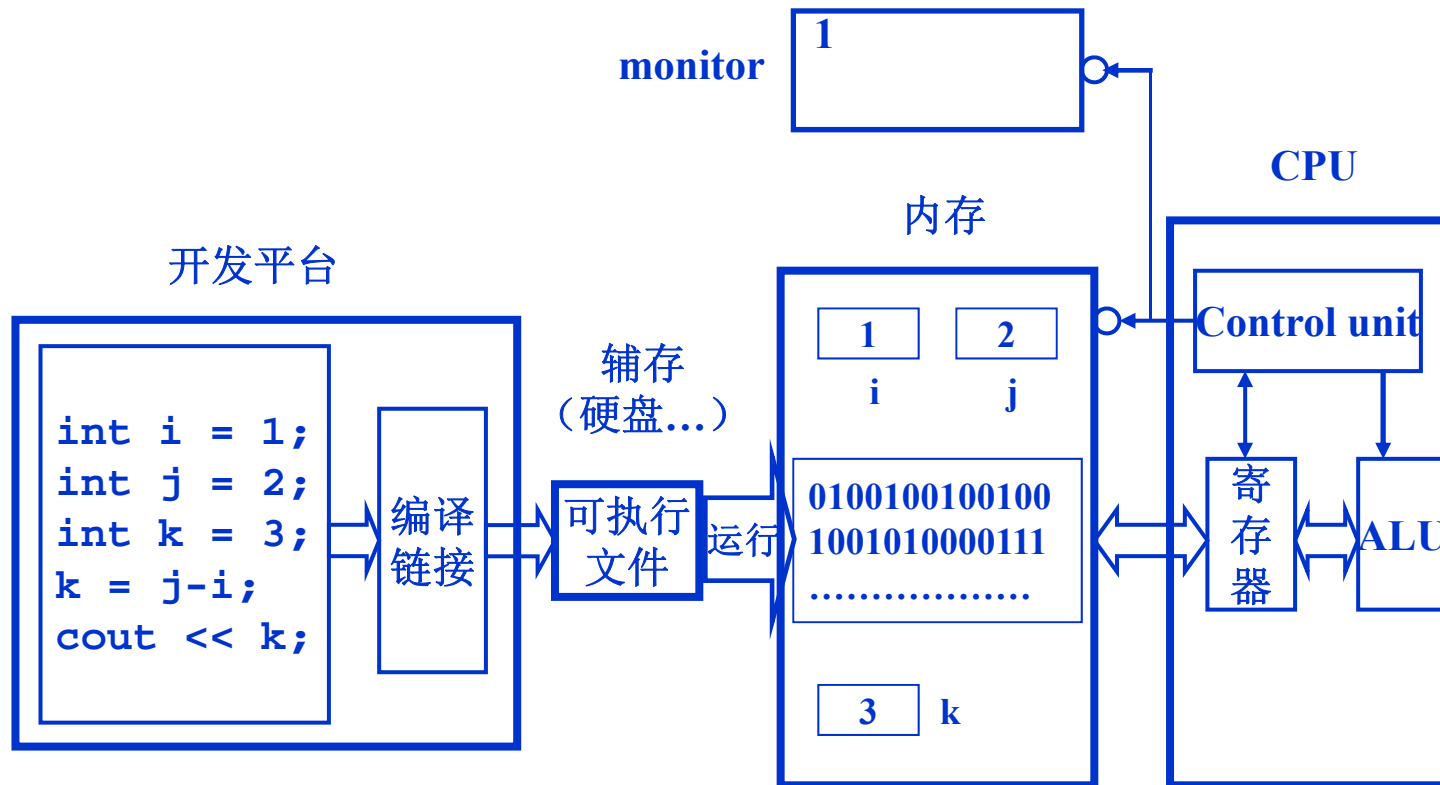 1
monitor
CPU
内存
开发平台
int i = 1;
int j = 2;
int k = 3;
k = j-i;
cout << k;
编译
链接
辅存
（硬盘...）
可执行
文件
运行
1
2
i
j
0100100100100
1001010000111
..................
3
k
Control unit
寄
存
器
ALU